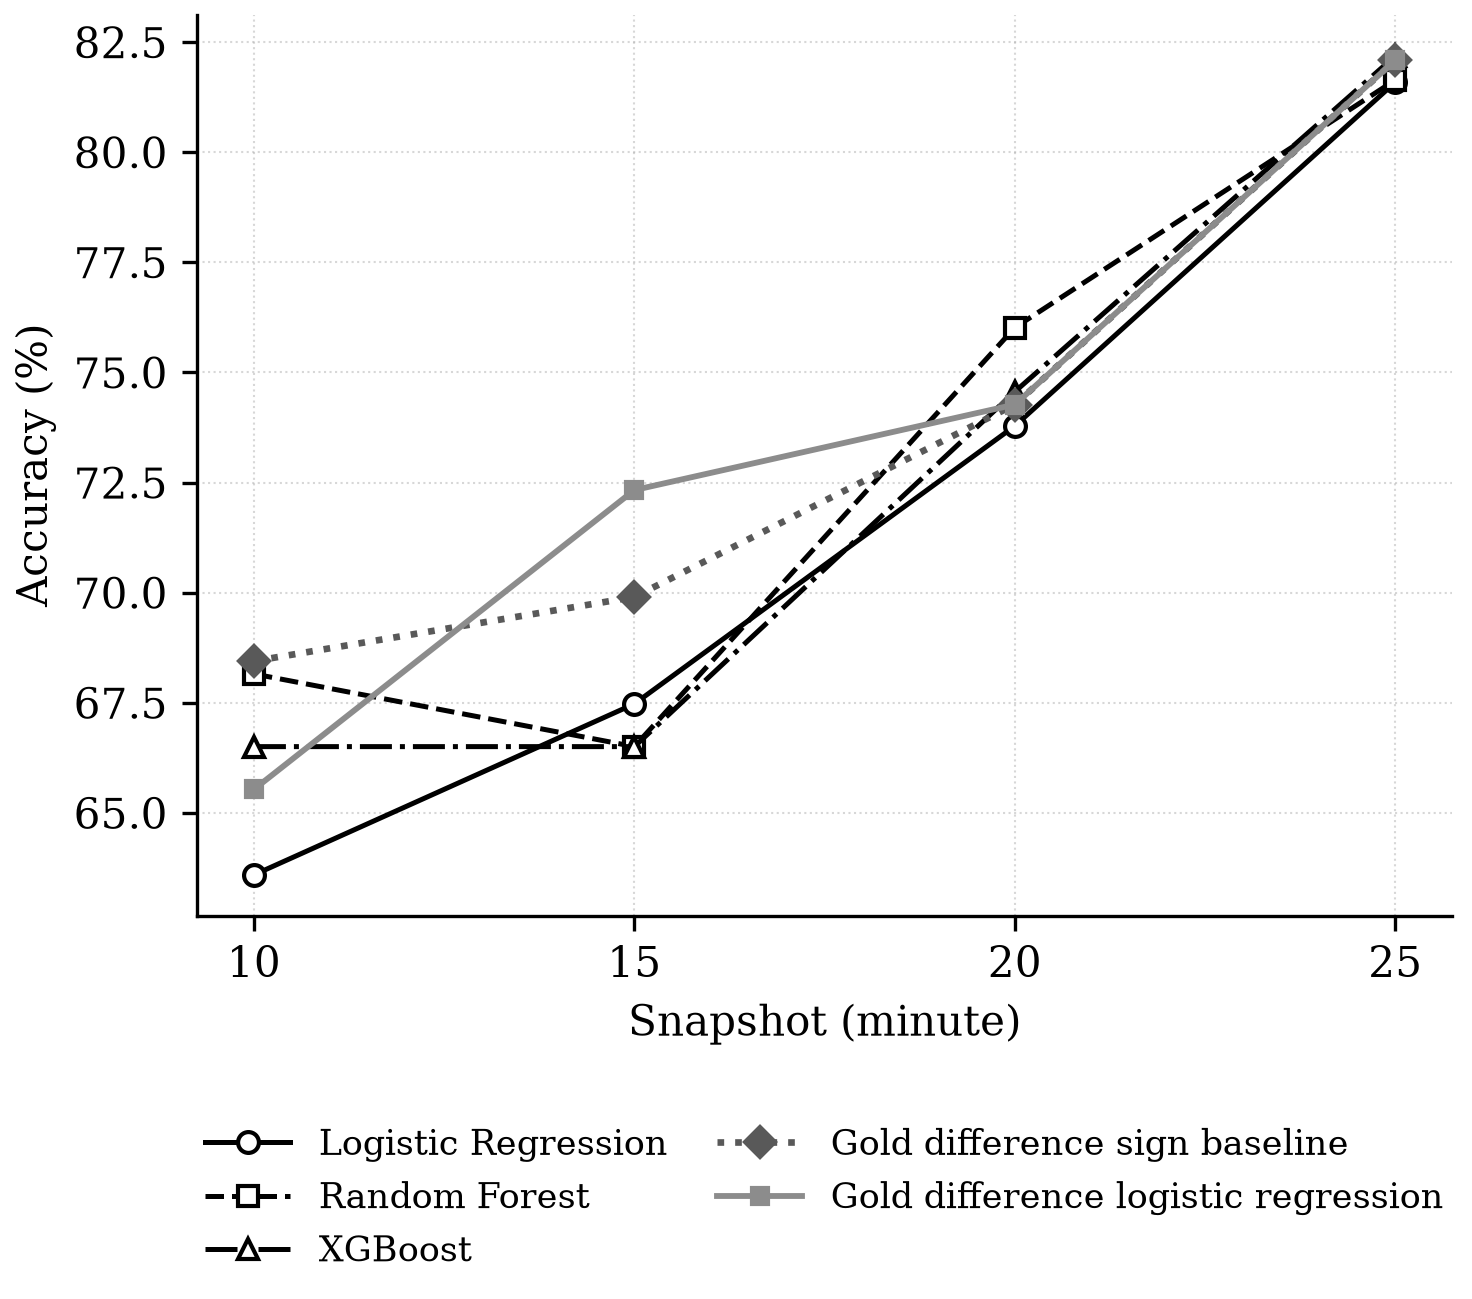 82.5
80.0
77.5
75.0
72.5
70.0
67.5
65.0
Accuracy (%)
10 15 20 25
Snapshot (minute)
Logistic Regression
Random Forest
XGBoost
Gold difference sign baseline
Gold difference logistic regression